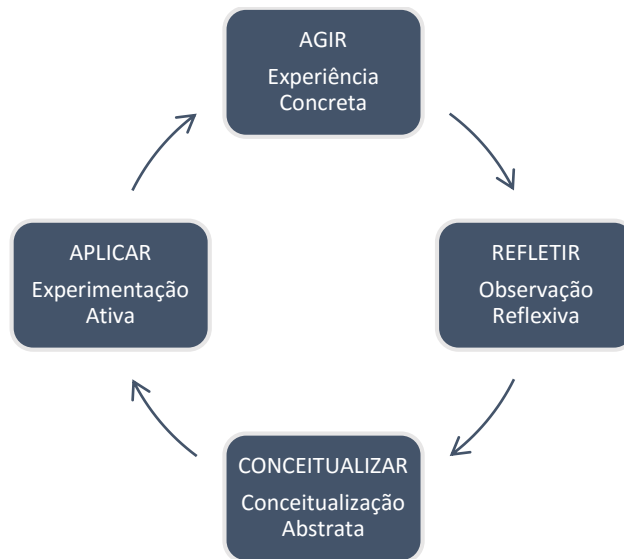 AGIR
Experiência
Concreta
REFLETIR
Observação
Reflexiva
CONCEITUALIZAR
Conceitualização
Abstrata
APLICAR
Experimentação
Ativa